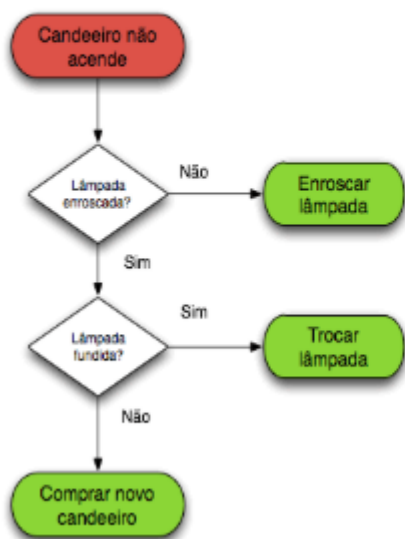 Candeeiro não
acende
Lâmpada
enroscada?
Não
Enroscar
lâmpada
Sim
Lâmpada
fundida?
Sim
Trocar
lâmpada
Não
Comprar novo
candeeiro